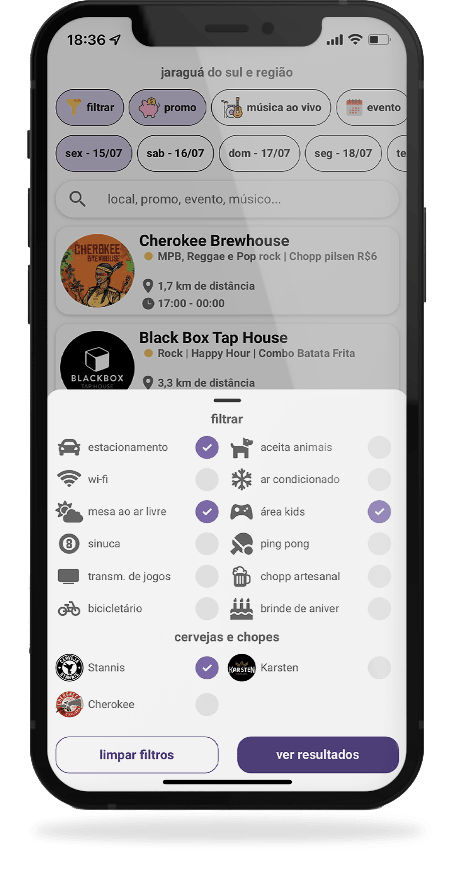 18:36
jaraguá do sul e região
filtrar promo música ao vivo evento
sex - 15/07 sab - 16/07 dom - 17/07 seg - 18/07 te
local, promo, evento, músico...
CHEROKEE
BREWHOUSE
Cherokee Brewhouse
MPB, Reggae e Pop rock | Chopp pilsen R$6
1,7 km de distância
17:00 - 00:00
BLACKBOX
TAP HOUSE
Black Box Tap House
Rock | Happy Hour | Combo Batata Frita
3,3 km de distância
filtrar
estacionamento aceita animais
wi-fi ar condicionado
mesa ao ar livre área kids
8 sinuca ping pong
transm. de jogos chopp artesanal
bicicletário brinde de aniver
cervejas e chopes
Stannis KARSTEN Karsten
Cherokee
limpar filtros ver resultados